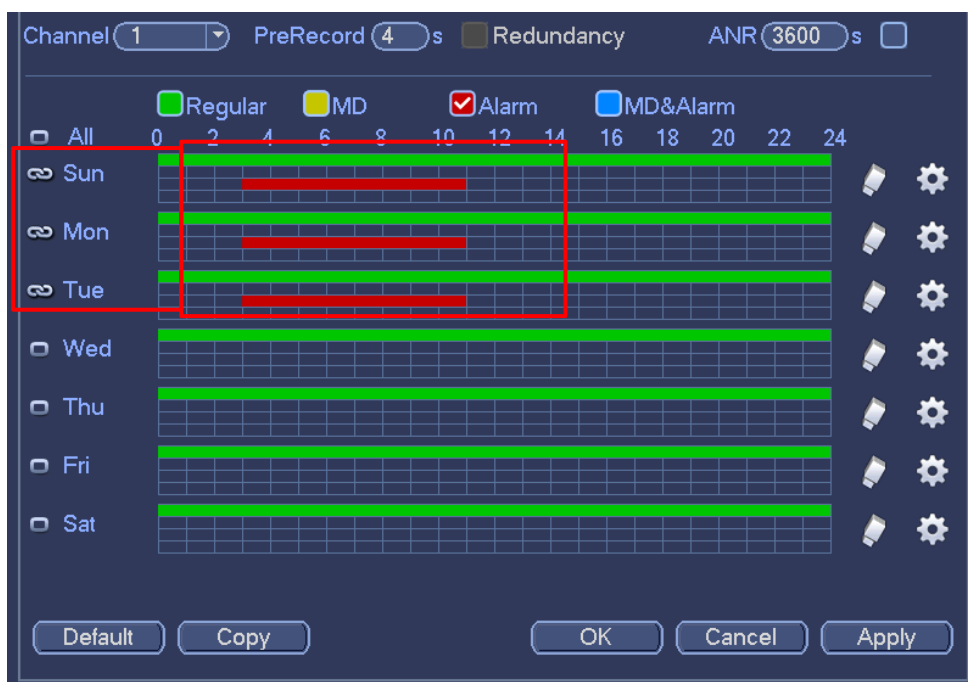 Channel 1 PreRecord 4 s Redundancy ANR 3600 s
Regular MD Alarm MD&Alarm
All 0 2 4 6 8 10 12 14 16 18 20 22 24
Sun
Mon
Tue
Wed
Thu
Fri
Sat
Default Copy OK Cancel Apply